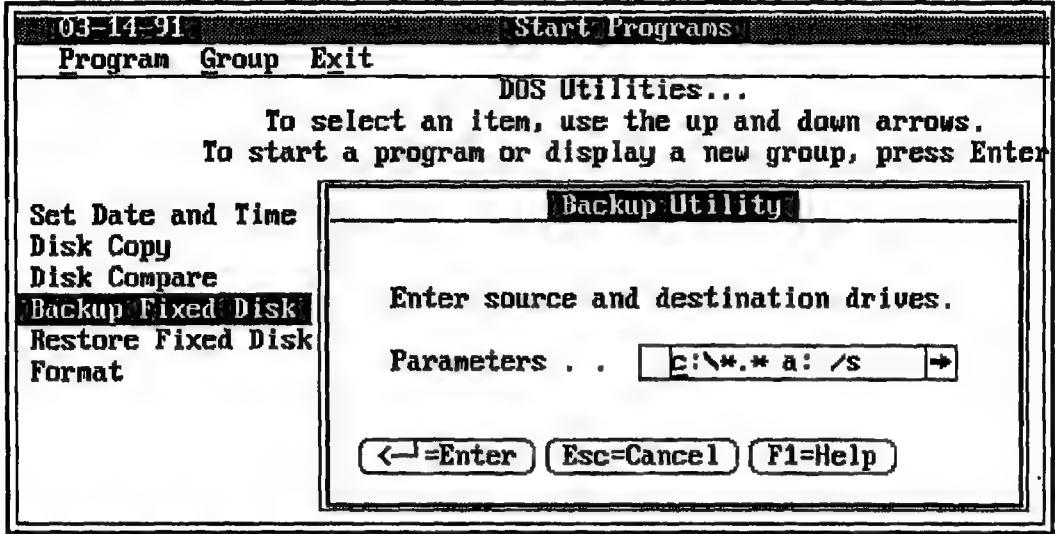 03-14-91 Start Programs
Program Group Exit
DOS Utilities...
To select an item, use the up and down arrows.
To start a program or display a new group, press Enter
Set Date and Time
Disk Copy
Disk Compare
Backup Fixed Disk
Restore Fixed Disk
Format
Backup Utility
Enter source and destination drives.
Parameters . . c:\*.* a: /s →
<─┘=Enter Esc=Cancel F1=Help